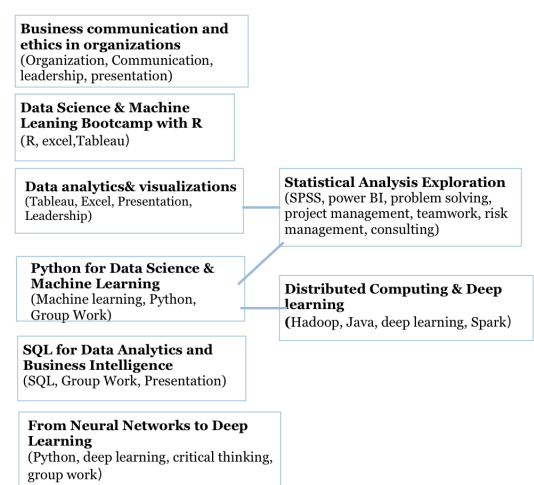 Business communication and
ethics in organizations
(Organization, Communication,
leadership, presentation)
Data Science & Machine
Leaning Bootcamp with R
(R, excel,Tableau)
Data analytics& visualizations
(Tableau, Excel, Presentation,
Leadership)
Statistical Analysis Exploration
(SPSS, power BI, problem solving,
project management, teamwork, risk
management, consulting)
Python for Data Science &
Machine Learning
(Machine learning, Python,
Group Work)
Distributed Computing & Deep
learning
(Hadoop, Java, deep learning, Spark)
SQL for Data Analytics and
Business Intelligence
(SQL, Group Work, Presentation)
From Neural Networks to Deep
Learning
(Python, deep learning, critical thinking,
group work)